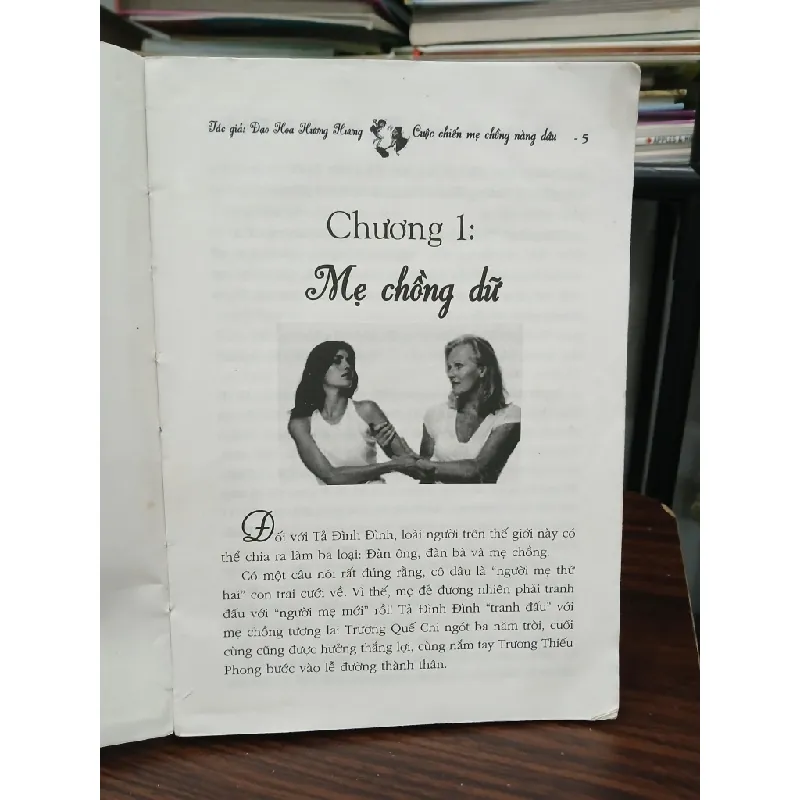 Tác giả: Đào Hoa Hương Hương Cuộc chiến mẹ chồng nàng dâu - 5
Chương 1:
Mẹ chồng dữ
Đối với Tả Đình Đình, loài người trên thế giới này có
thể chia ra làm ba loại: Đàn ông, đàn bà và mẹ chồng.
Có một câu nói rất đúng rằng, cô dâu là "người mẹ thứ
hai" con trai cưới về. Vì thế, mẹ đẻ đương nhiên phải tranh
đấu với "người mẹ mới" rồi! Tả Đình Đình "tranh đấu" với
mẹ chồng tương lai Trương Quế Chi ngót ba năm trời, cuối
cùng cũng được hưởng thắng lợi, cùng nắm tay Trương Thiếu
Phong bước vào lễ đường thành thân.
APPLES &